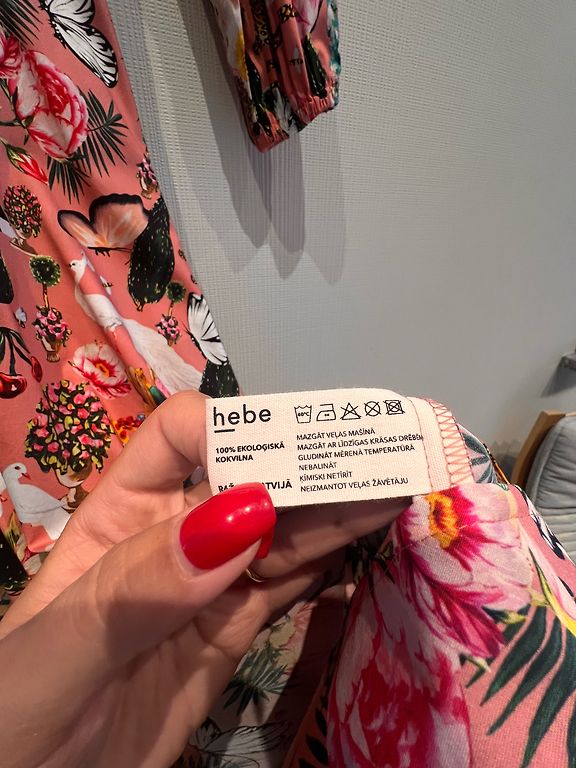 hebe
60°C
100% EKOLOĢISKĀ
KOKVILNA
MAZGĀT VEĻAS MAŠĪNĀ
MAZGĀT AR LĪDZĪGAS KRĀSAS DRĒBĒM
GLUDINĀT MĒRENĀ TEMPERATŪRĀ
NEBALINĀT
ĶĪMISKI NETĪRĪT
NEIZMANTOT VEĻAS ŽĀVĒTĀJU